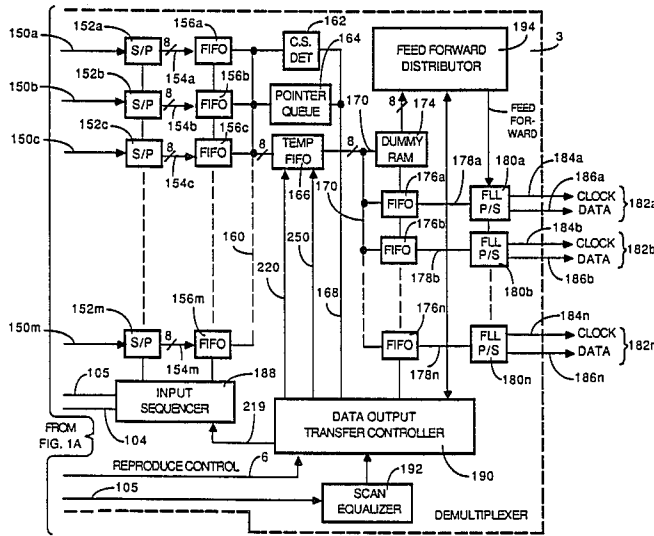 150a 152a 8 156a 162 194 3
S/P 154a FIFO C.S. DET 164 FEED FORWARD DISTRIBUTOR
150b 152b 8 156b
S/P 154b FIFO POINTER QUEUE 170 8 174 FEED FOR- WARD
150c 152c 8 156c 8 8 DUMMY RAM 178a 180a 184a 186a
S/P 154c FIFO TEMP FIFO 166 176a FLL P/S CLOCK DATA 182a
170 FIFO 176b 184b
160 250 FIFO 178b FLL P/S CLOCK DATA 182b
220 180b 186b
168
150m 152m 8 156m 176n 184n
S/P 154m FIFO FIFO 178n FLL P/S CLOCK DATA 182n
105 188 180n 186n
INPUT SEQUENCER
104 219 DATA OUTPUT TRANSFER CONTROLLER
FROM FIG. 1A
REPRODUCE CONTROL 6 192 190
105 SCAN EQUALIZER DEMULTIPLEXER